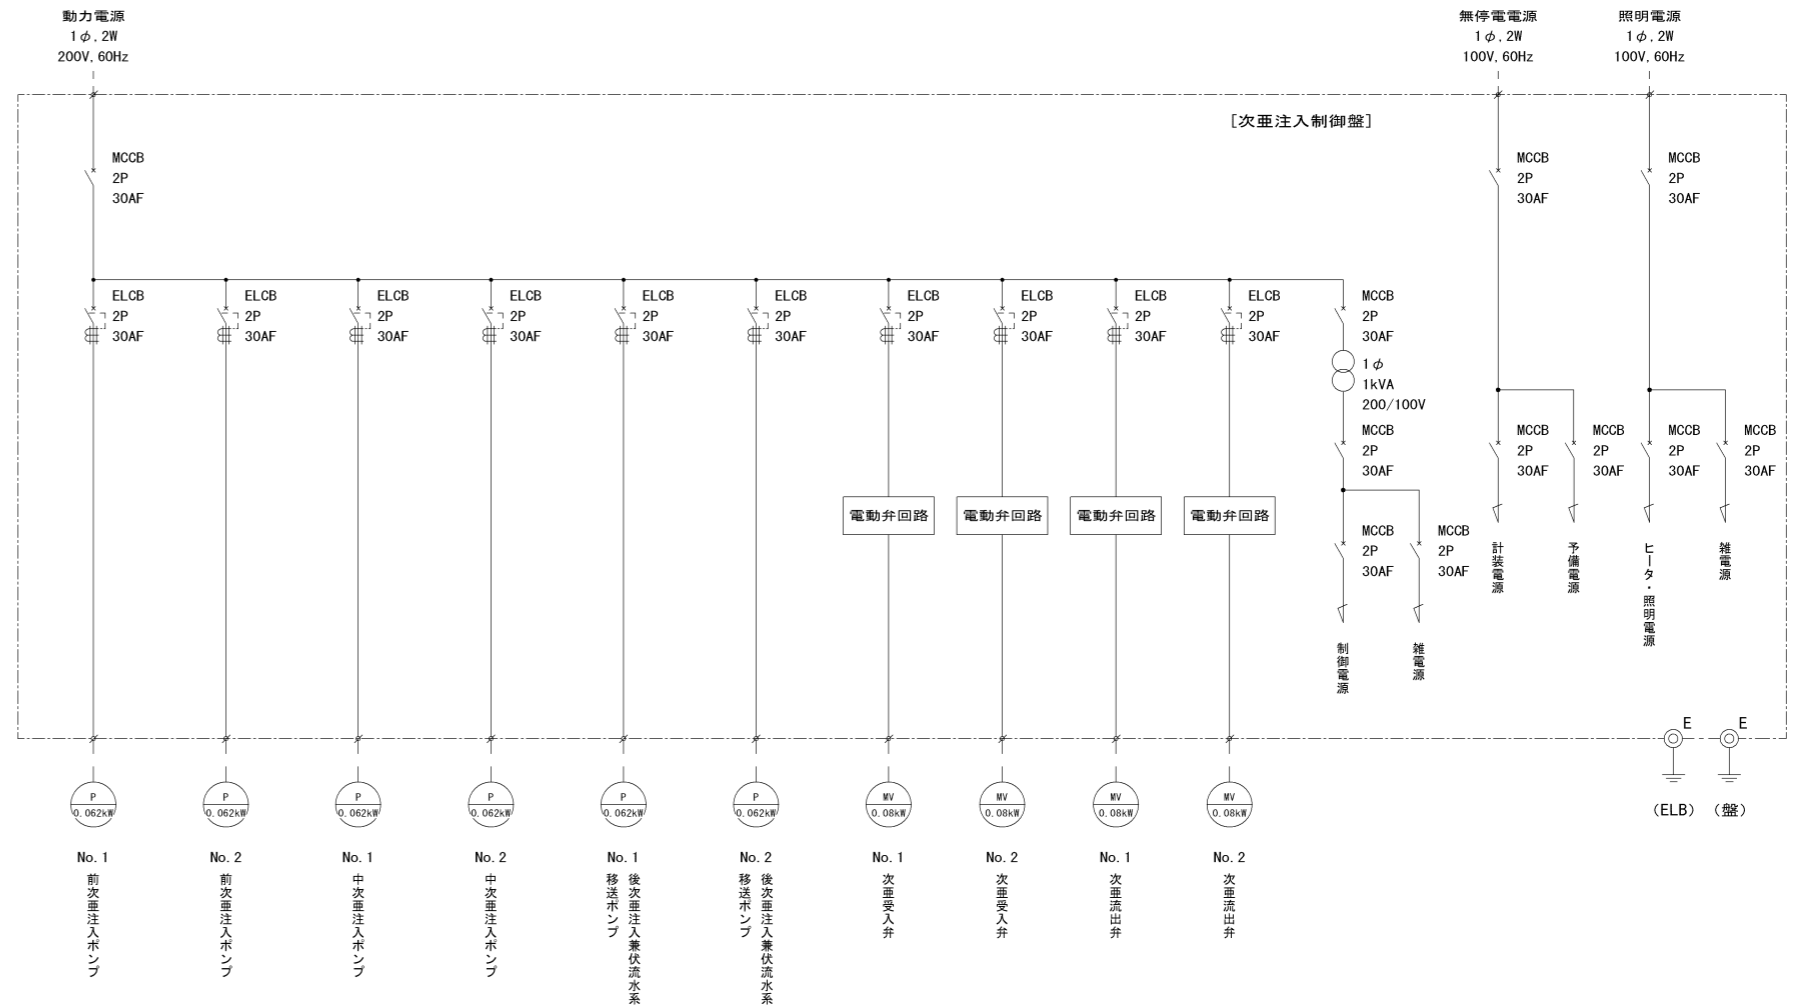 動力電源
1φ, 2W
200V, 60Hz
無停電電源
1φ, 2W
100V, 60Hz
照明電源
1φ, 2W
100V, 60Hz
[次亜注入制御盤]
MCCB
2P
30AF
MCCB
2P
30AF
MCCB
2P
30AF
ELCB
2P
30AF
ELCB
2P
30AF
ELCB
2P
30AF
ELCB
2P
30AF
ELCB
2P
30AF
ELCB
2P
30AF
ELCB
2P
30AF
ELCB
2P
30AF
ELCB
2P
30AF
ELCB
2P
30AF
MCCB
2P
30AF
1φ
1kVA
200/100V
MCCB
2P
30AF
MCCB
2P
30AF
MCCB
2P
30AF
MCCB
2P
30AF
MCCB
2P
30AF
電動弁回路
電動弁回路
電動弁回路
電動弁回路
MCCB
2P
30AF
MCCB
2P
30AF
計装電源
予備電源
ヒータ・照明電源
雑電源
制御電源
雑電源
E
E
(ELB)
(盤)
P
0.062kW
P
0.062kW
P
0.062kW
P
0.062kW
P
0.062kW
P
0.062kW
MV
0.08kW
MV
0.08kW
MV
0.08kW
MV
0.08kW
No. 1
前次亜注入ポンプ
No. 2
前次亜注入ポンプ
No. 1
中次亜注入ポンプ
No. 2
中次亜注入ポンプ
No. 1
後次亜注入兼伏流水系
移送ポンプ
No. 2
後次亜注入兼伏流水系
移送ポンプ
No. 1
次亜受入弁
No. 2
次亜受入弁
No. 1
次亜流出弁
No. 2
次亜流出弁